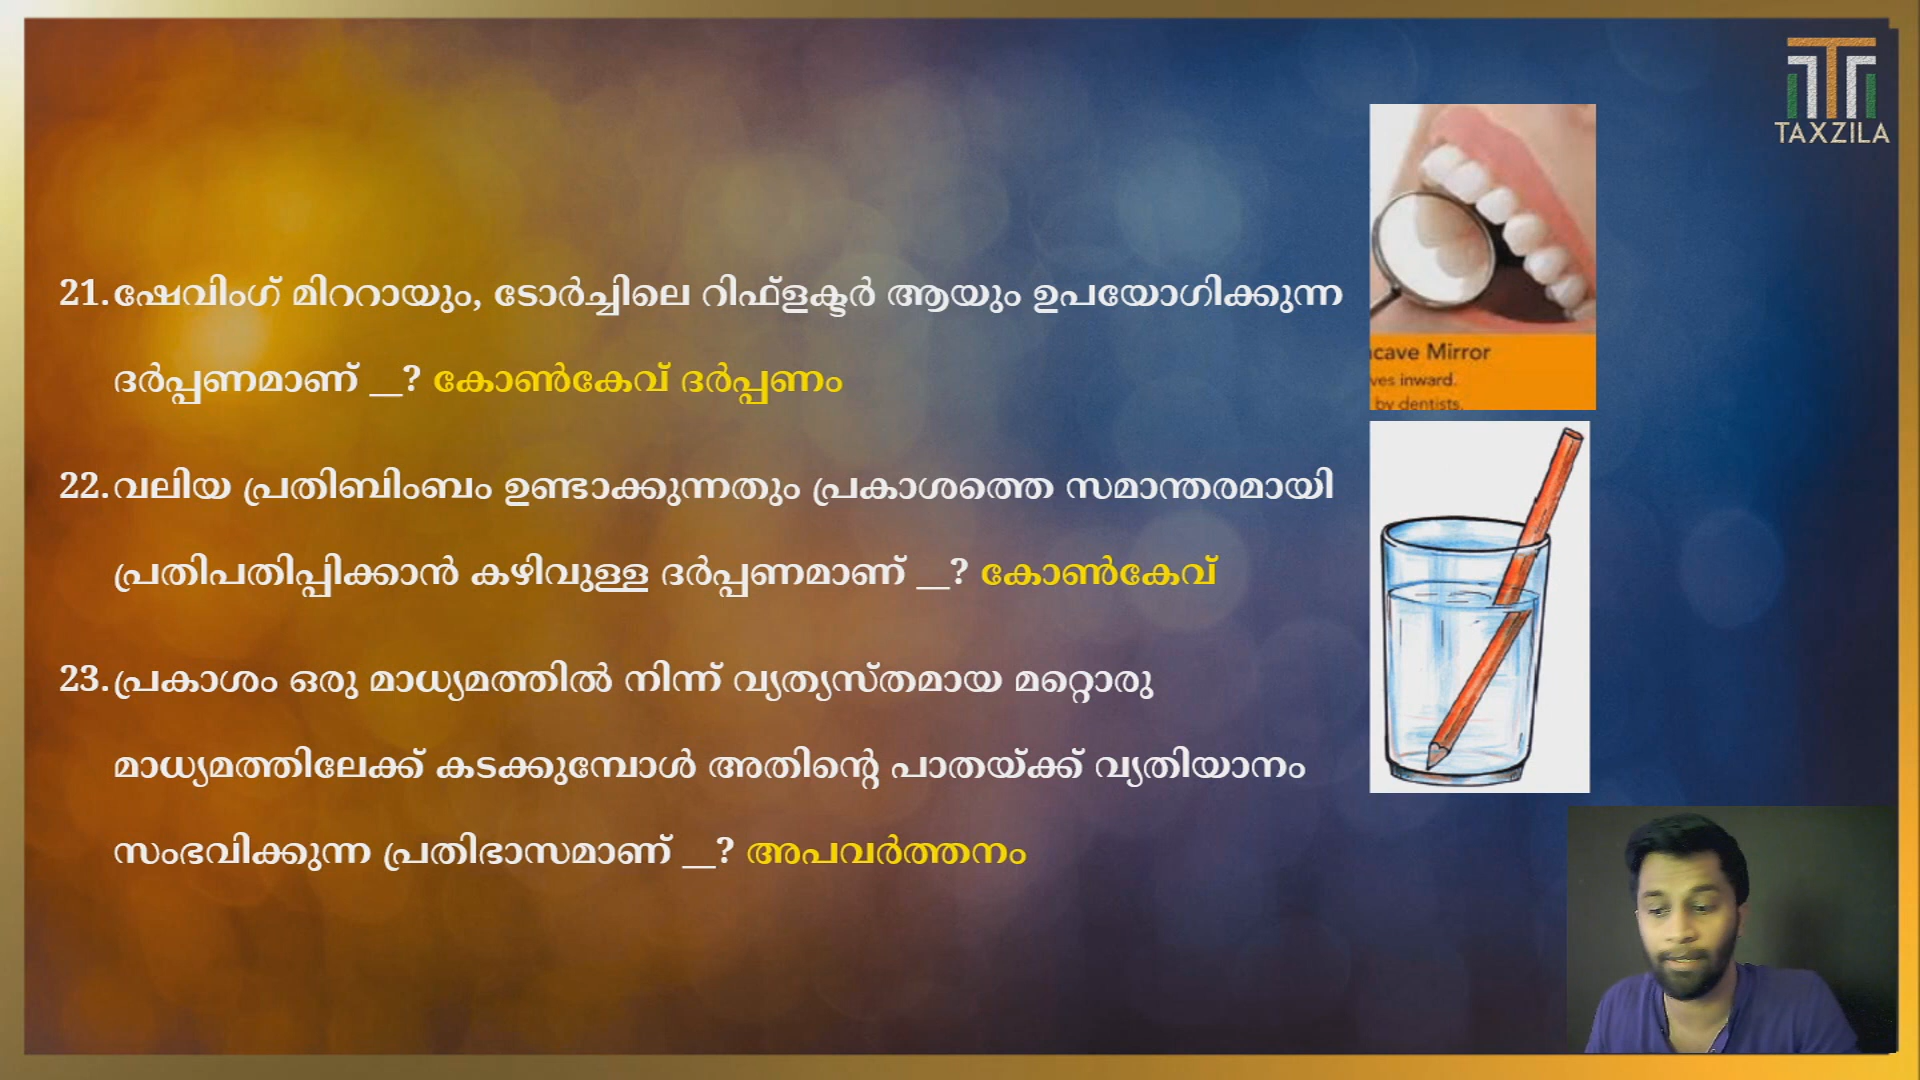 TAXZILA
21. ഷേവിംഗ് മിററായും, ടോർച്ചിലെ റിഫ്ളക്ടർ ആയും ഉപയോഗിക്കുന്ന
ദർപ്പണമാണ് __? കോൺകേവ് ദർപ്പണം
22. വലിയ പ്രതിബിംബം ഉണ്ടാക്കുന്നതും പ്രകാശത്തെ സമാന്തരമായി
പ്രതിപതിപ്പിക്കാൻ കഴിവുള്ള ദർപ്പണമാണ് __? കോൺകേവ്
23. പ്രകാശം ഒരു മാധ്യമത്തിൽ നിന്ന് വ്യത്യസ്തമായ മറ്റൊരു
മാധ്യമത്തിലേക്ക് കടക്കുമ്പോൾ അതിന്റെ പാതയ്ക്ക് വ്യതിയാനം
സംഭവിക്കുന്ന പ്രതിഭാസമാണ് __? അപവർത്തനം
cave Mirror
ves inward.
by dentists.